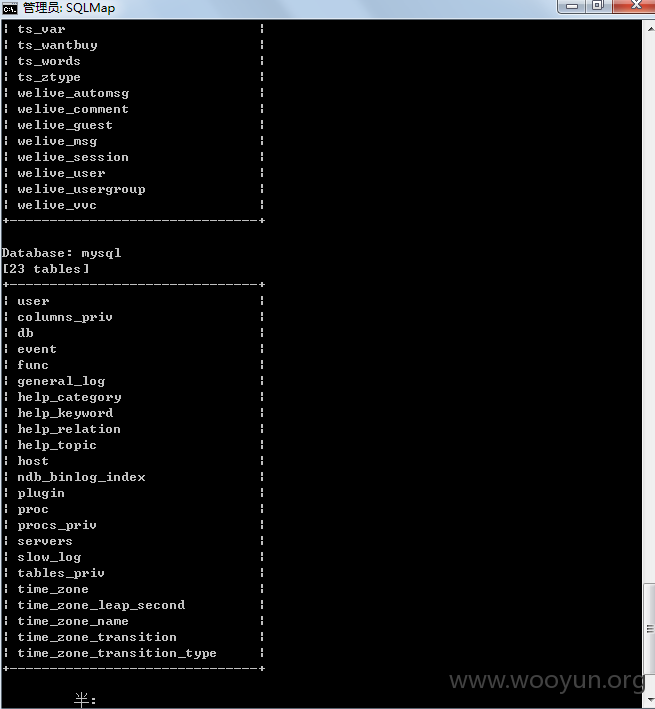 管理员: SQLMap
¦ ts_var ¦
¦ ts_wantbuy ¦
¦ ts_words ¦
¦ ts_ztype ¦
¦ welive_automsg ¦
¦ welive_comment ¦
¦ welive_guest ¦
¦ welive_msg ¦
¦ welive_session ¦
¦ welive_user ¦
¦ welive_usergroup ¦
¦ welive_vvc ¦
+------------------------------+
Database: mysql
[23 tables]
+------------------------------+
¦ user ¦
¦ columns_priv ¦
¦ db ¦
¦ event ¦
¦ func ¦
¦ general_log ¦
¦ help_category ¦
¦ help_keyword ¦
¦ help_relation ¦
¦ help_topic ¦
¦ host ¦
¦ ndb_binlog_index ¦
¦ plugin ¦
¦ proc ¦
¦ procs_priv ¦
¦ servers ¦
¦ slow_log ¦
¦ tables_priv ¦
¦ time_zone ¦
¦ time_zone_leap_second ¦
¦ time_zone_name ¦
¦ time_zone_transition ¦
¦ time_zone_transition_type ¦
+------------------------------+
www.wooyun.org
半: